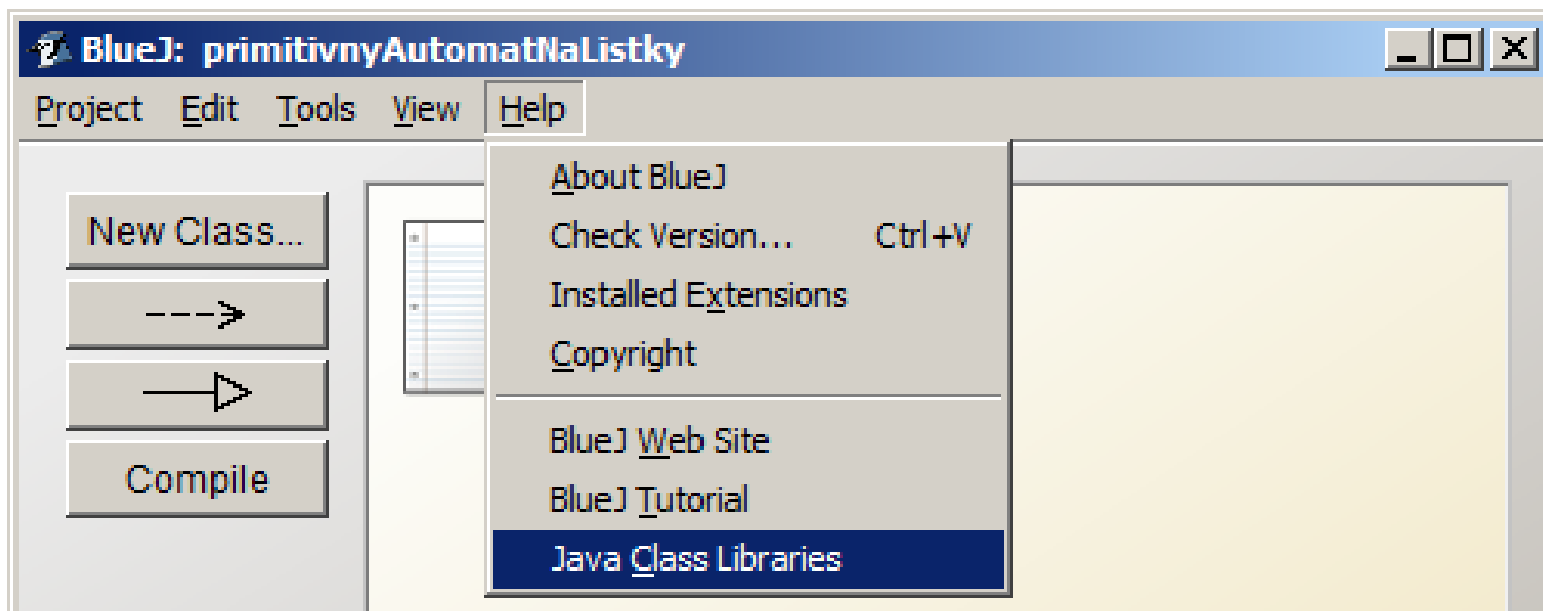 BlueJ: primitivnyAutomatNaListky
Project Edit Tools View Help
New Class...
Compile
About BlueJ
Check Version... Ctrl+V
Installed Extensions
Copyright
BlueJ Web Site
BlueJ Tutorial
Java Class Libraries